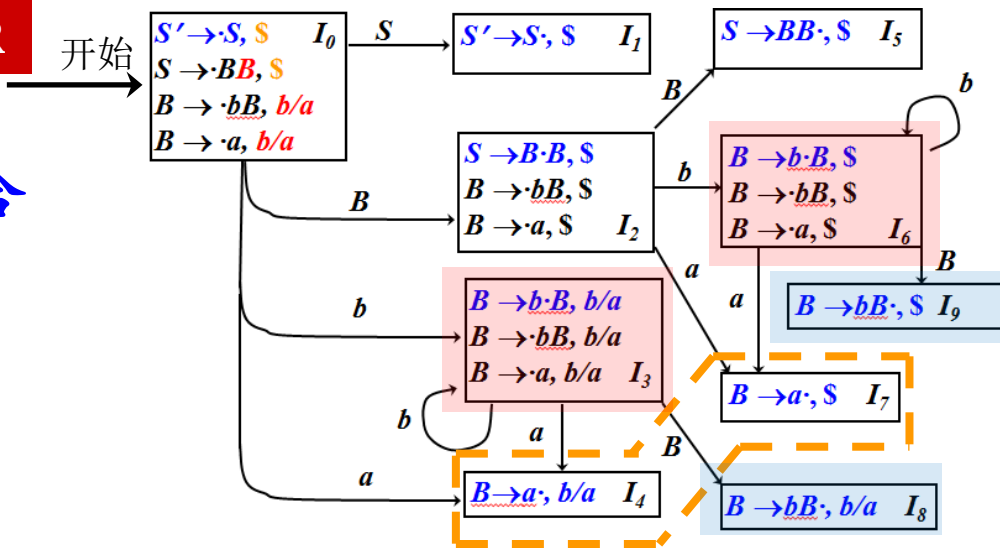 R
开始
S′→·S, $ I0
S →·BB, $
B → ·bB, b/a
B → ·a, b/a
S
S′→S·, $ I1
S →BB·, $ I5
B
b
S →B·B, $
B →·bB, $
B →·a, $ I2
b
B →b·B, $
B →·bB, $
B →·a, $ I6
B
a
a
B
B →bB·, $ I9
b
B →b·B, b/a
B →·bB, b/a
B →·a, b/a I3
B →a·, $ I7
b
a
B
a
B→a·, b/a I4
B →bB·, b/a I8